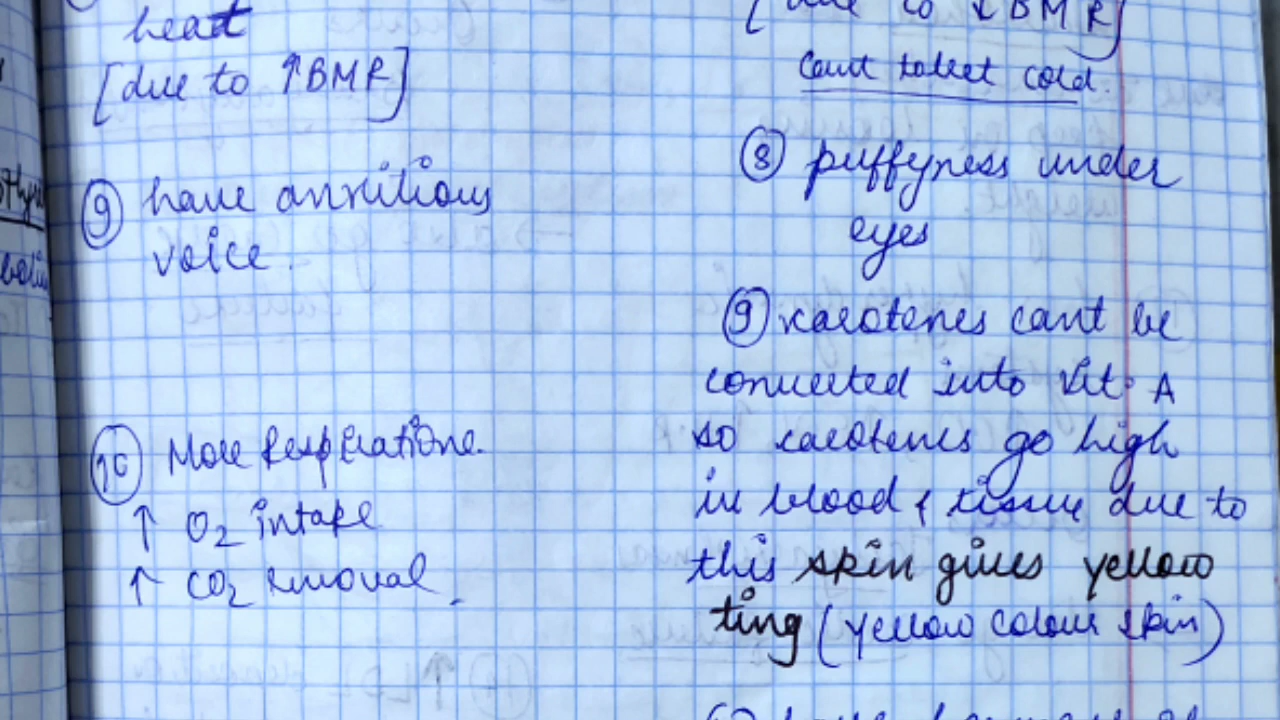 heat
[due to ↑BMR]
⑨ have anxitious
voice.
⑩ More Respiratione.
↑ O₂ intake
↑ CO₂ removal.
[due to ↓BMR]
cant tolret cold.
⑧ puffyness under
eyes
⑨ carotenes cant be
converted into Vit. A
so carotenes go high
in blood & tissue due to
this skin gives yellow
ting (yellow colour skin)